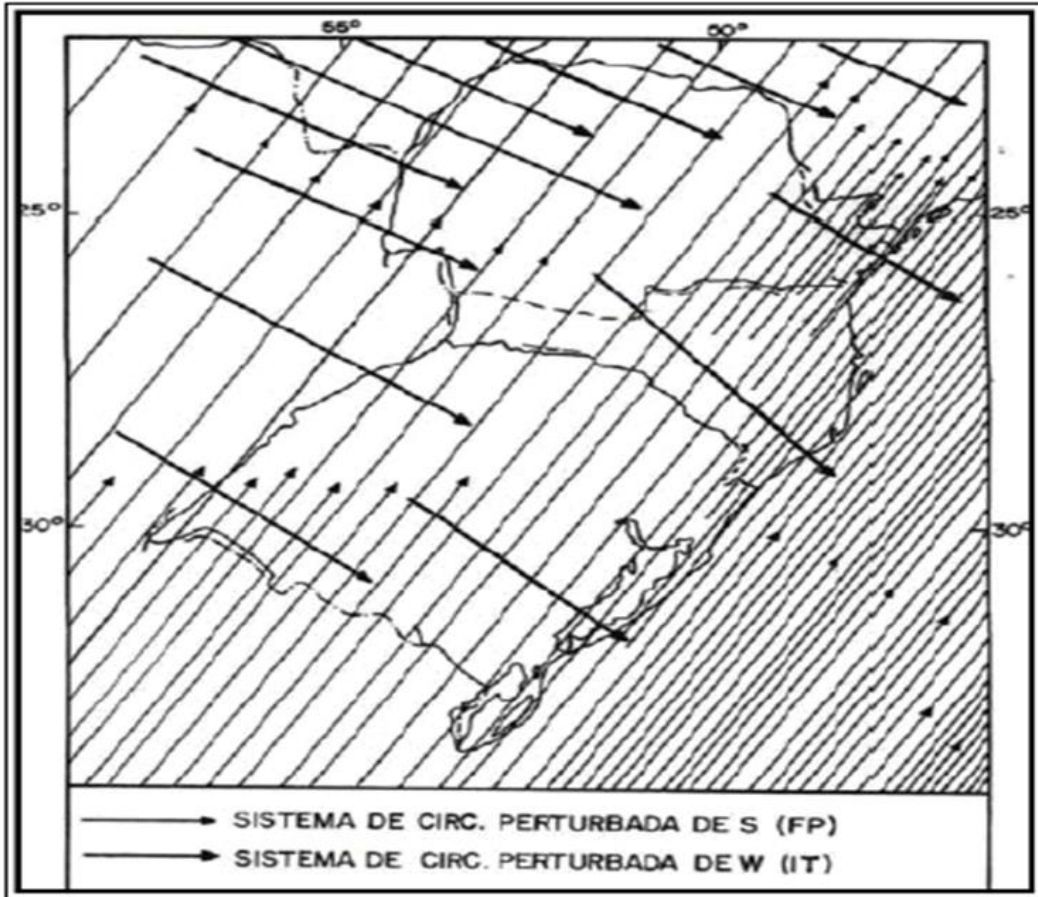 55° 50°
25° 25°
30° 30°
SISTEMA DE CIRC. PERTURBADA DE S (FP)
SISTEMA DE CIRC. PERTURBADA DE W (IT)